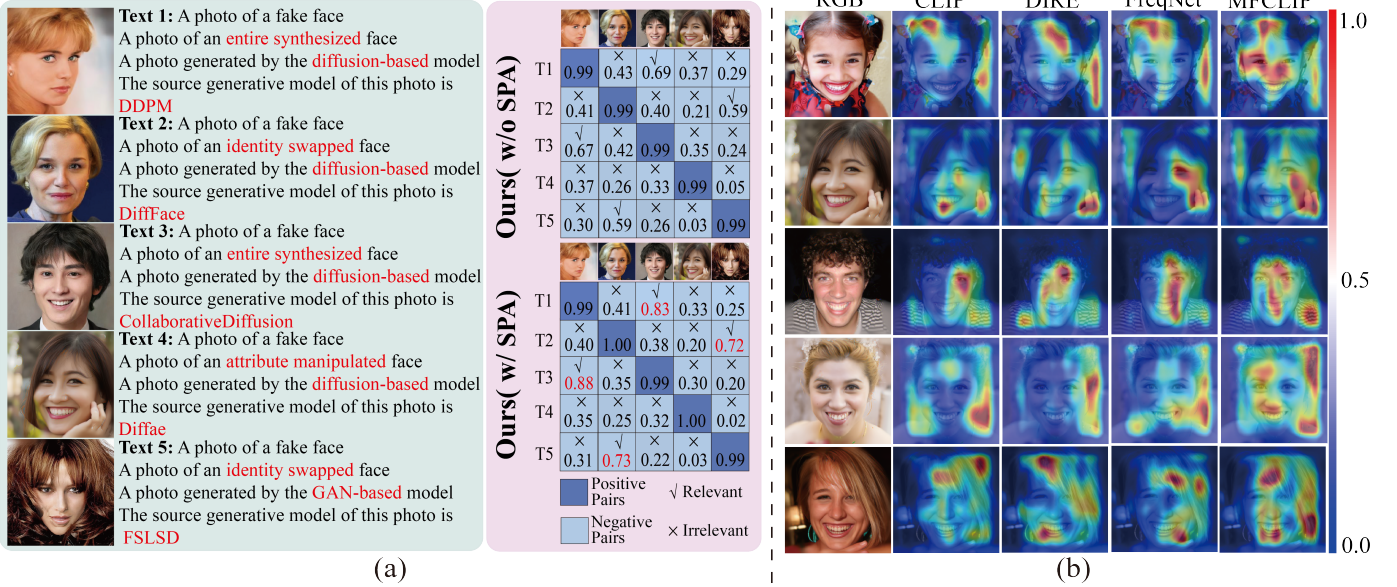 Text 1: A photo of a fake face
A photo of an entire synthesized face
A photo generated by the diffusion-based model
The source generative model of this photo is
DDPM
Text 2: A photo of a fake face
A photo of an identity swapped face
A photo generated by the diffusion-based model
The source generative model of this photo is
DiffFace
Text 3: A photo of a fake face
A photo of an entire synthesized face
A photo generated by the diffusion-based model
The source generative model of this photo is
CollaborativeDiffusion
Text 4: A photo of a fake face
A photo of an attribute manipulated face
A photo generated by the diffusion-based model
The source generative model of this photo is
Diffae
Text 5: A photo of a fake face
A photo of an identity swapped face
A photo generated by the GAN-based model
The source generative model of this photo is
FSLSD
Ours( w/o SPA)
× √ × ×
T1 0.99 0.43 0.69 0.37 0.29
× × × √
T2 0.41 0.99 0.40 0.21 0.59
√ × × ×
T3 0.67 0.42 0.99 0.35 0.24
× × × ×
T4 0.37 0.26 0.33 0.99 0.05
× √ × ×
T5 0.30 0.59 0.26 0.03 0.99
Ours( w/ SPA)
× √ × ×
T1 0.99 0.41 0.83 0.33 0.25
× × × √
T2 0.40 1.00 0.38 0.20 0.72
√ × × ×
T3 0.88 0.35 0.99 0.30 0.20
× × × ×
T4 0.35 0.25 0.32 1.00 0.02
× √ × ×
T5 0.31 0.73 0.22 0.03 0.99
Positive Pairs
√ Relevant
Negative Pairs
× Irrelevant
(a)
RGB CLIP DIRE FreqNet MFCLIP
1.0
0.5
0.0
(b)